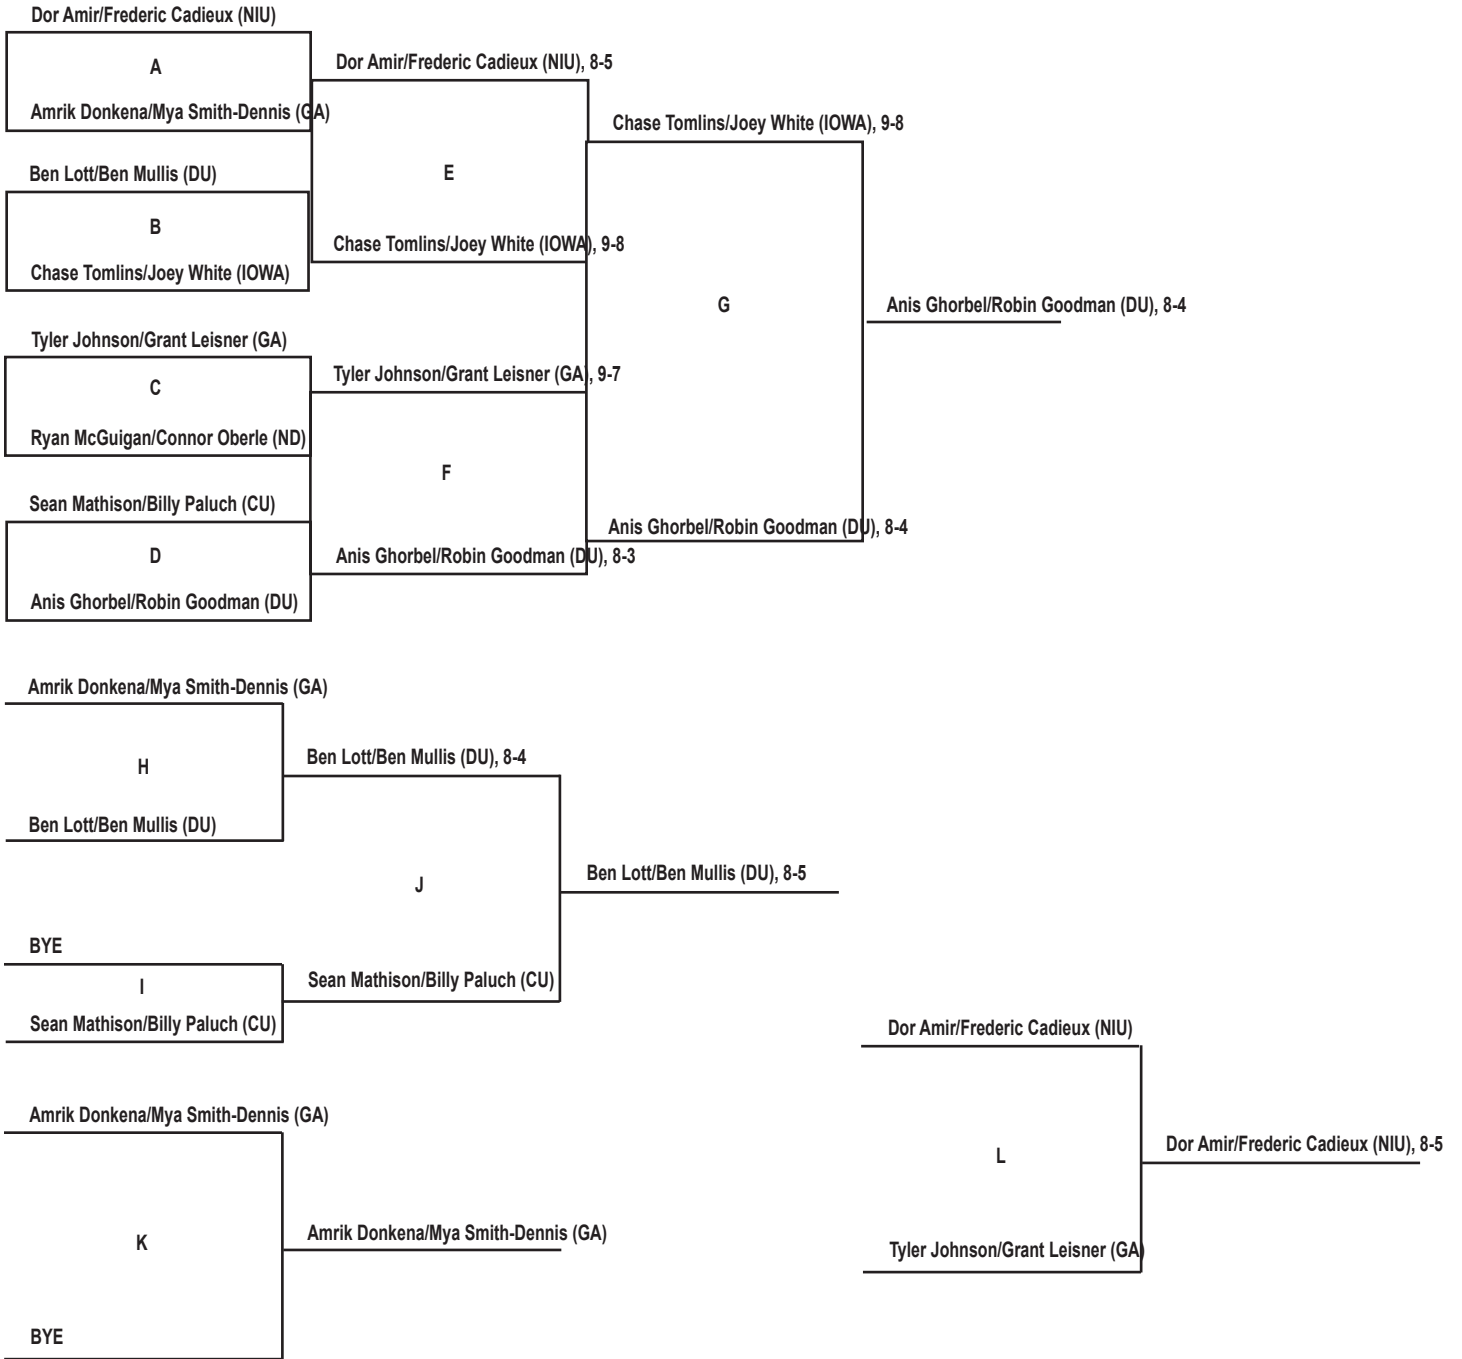 Dor Amir/Frederic Cadieux (NIU)
A
Dor Amir/Frederic Cadieux (NIU), 8-5
Amrik Donkena/Mya Smith-Dennis (GA)
Chase Tomlins/Joey White (IOWA), 9-8
Ben Lott/Ben Mullis (DU)
E
B
Chase Tomlins/Joey White (IOWA), 9-8
Chase Tomlins/Joey White (IOWA)
G
Anis Ghorbel/Robin Goodman (DU), 8-4
Tyler Johnson/Grant Leisner (GA)
Tyler Johnson/Grant Leisner (GA), 9-7
C
Ryan McGuigan/Connor Oberle (ND)
F
Sean Mathison/Billy Paluch (CU)
Anis Ghorbel/Robin Goodman (DU), 8-4
D
Anis Ghorbel/Robin Goodman (DU), 8-3
Anis Ghorbel/Robin Goodman (DU)
Amrik Donkena/Mya Smith-Dennis (GA)
H
Ben Lott/Ben Mullis (DU), 8-4
Ben Lott/Ben Mullis (DU)
J
Ben Lott/Ben Mullis (DU), 8-5
BYE
I
Sean Mathison/Billy Paluch (CU)
Sean Mathison/Billy Paluch (CU)
Dor Amir/Frederic Cadieux (NIU)
Amrik Donkena/Mya Smith-Dennis (GA)
L
Dor Amir/Frederic Cadieux (NIU), 8-5
K
Amrik Donkena/Mya Smith-Dennis (GA)
Tyler Johnson/Grant Leisner (GA)
BYE